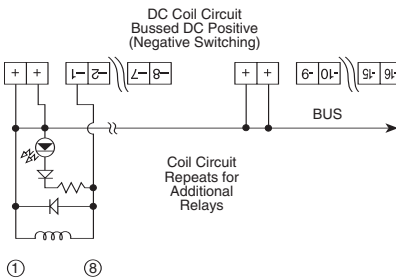 DC Coil Circuit
Bussed DC Positive
(Negative Switching)
+ + -1 -2 -7 -8 + + -9 -10 -15 -16
BUS
Coil Circuit
Repeats for
Additional
Relays
1 8